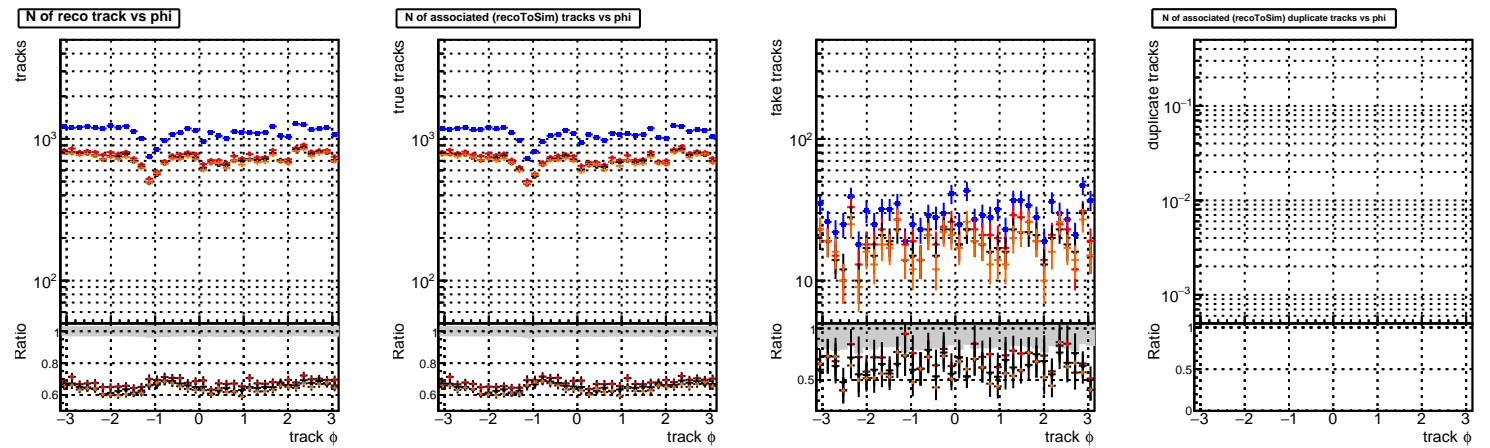 N of reco track vs phi
tracks
10³
10²
Ratio
1
0.8
0.6
−3 −2 −1 0 1 2 3
track ϕ
N of associated (recoToSim) tracks vs phi
true tracks
10³
10²
Ratio
1
0.8
0.6
−3 −2 −1 0 1 2 3
track ϕ
fake tracks
10²
10
Ratio
1
0.5
−3 −2 −1 0 1 2 3
track ϕ
N of associated (recoToSim) duplicate tracks vs phi
duplicate tracks
10⁻¹
10⁻²
10⁻³
Ratio
1
0.5
0
−3 −2 −1 0 1 2 3
track ϕ